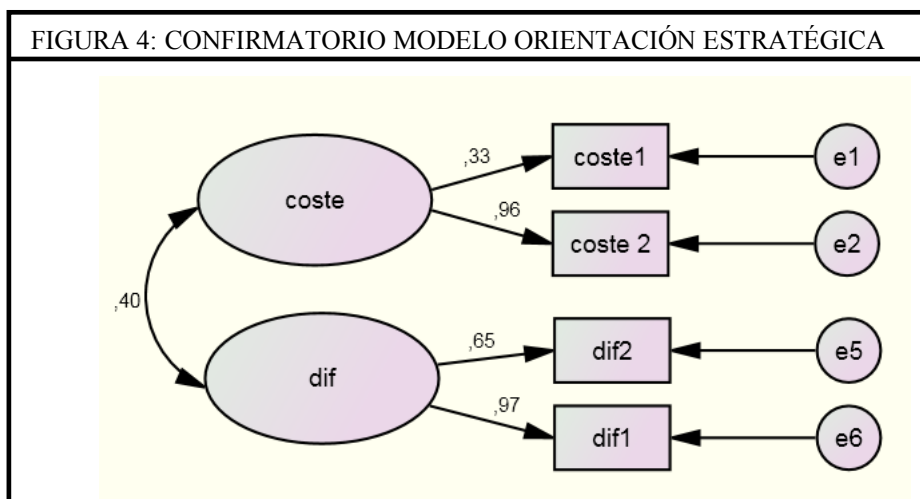 FIGURA 4: CONFIRMATORIO MODELO ORIENTACIÓN ESTRATÉGICA
coste
,33
coste1
e1
,96
coste 2
e2
,40
dif
,65
dif2
e5
,97
dif1
e6